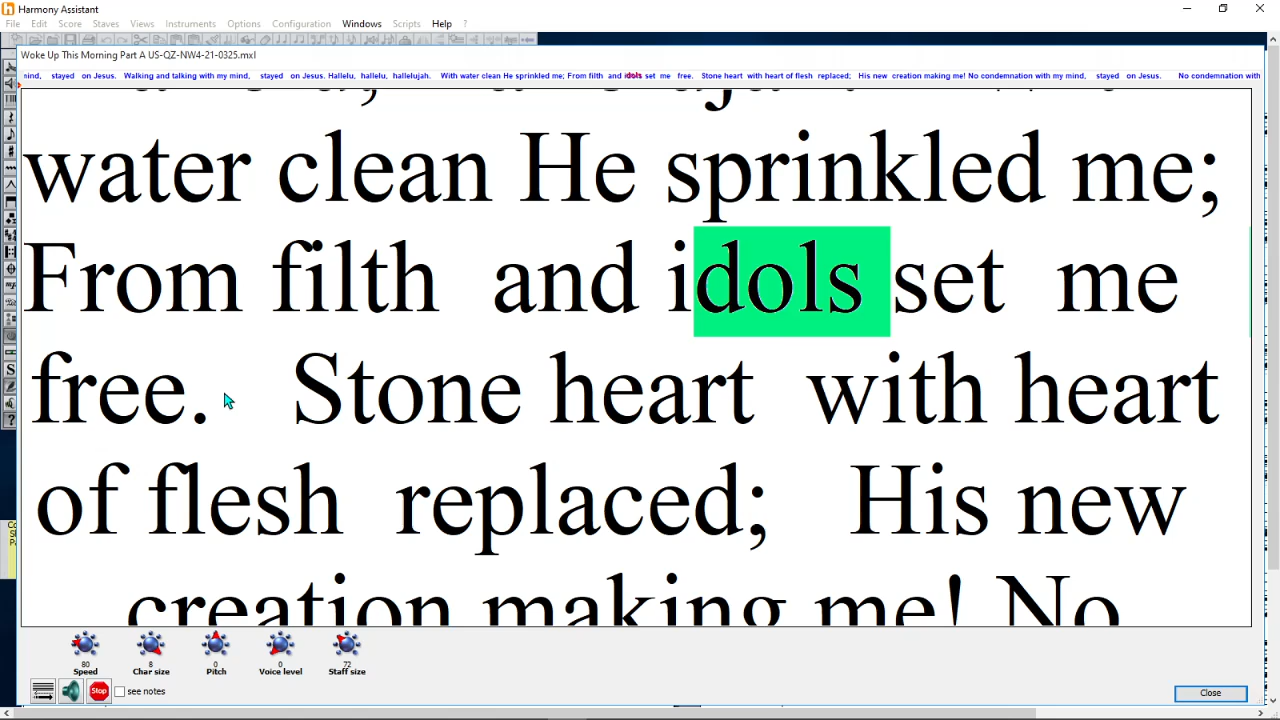 Harmony Assistant
File Edit Score Staves Views Instruments Options Configuration Windows Scripts Help ?
Woke Up This Morning Part A US-QZ-NW4-21-0325.mxl
mind, stayed on Jesus. Walking and talking with my mind, stayed on Jesus. Hallelu, hallelu, hallelujah. With water clean He sprinkled me; From filth and idols set me free. Stone heart with heart of flesh replaced; His new creation making me! No condemnation with my mind, stayed on Jesus. No condemnation with
water clean He sprinkled me;
From filth and idols set me
free. Stone heart with heart
of flesh replaced; His new
creation making me! No
80 8 0 0 72
Speed Char size Pitch Voice level Staff size
Stop see notes Close